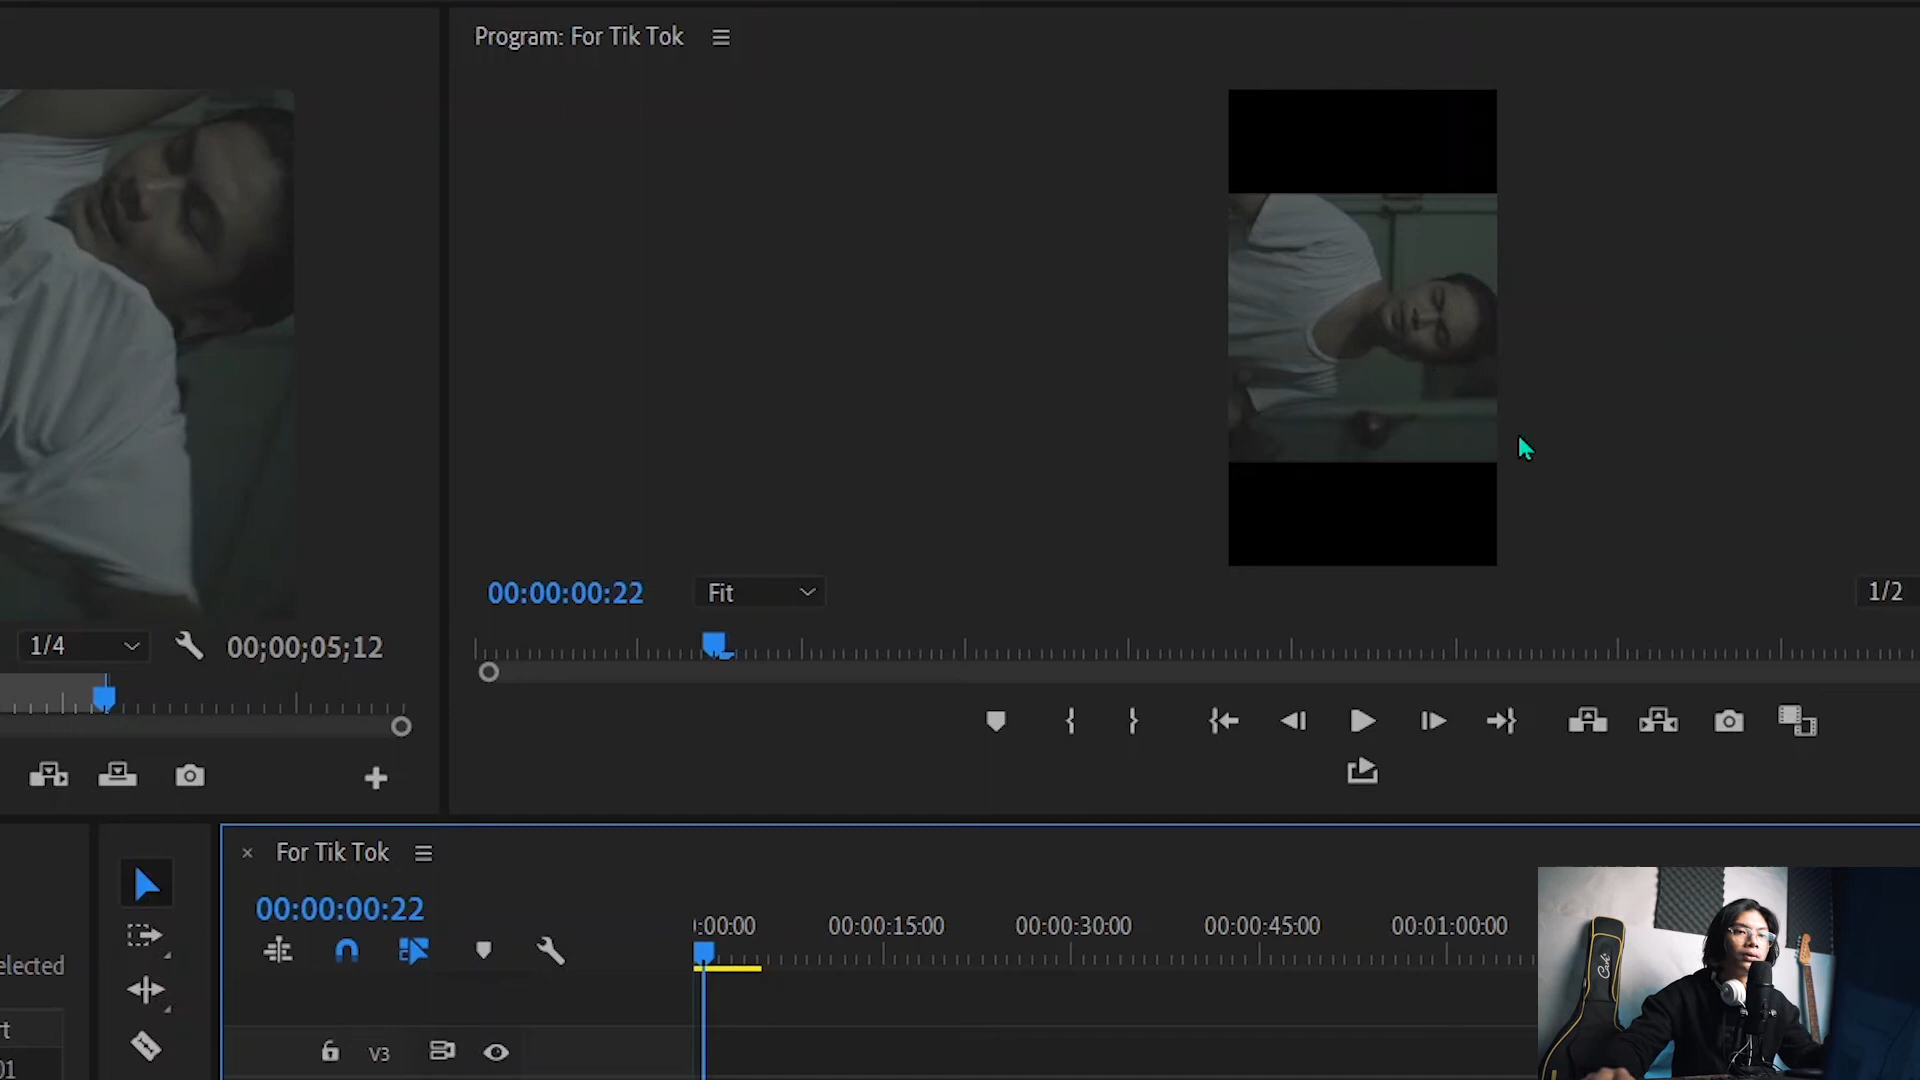 Program: For Tik Tok
00:00:00:22
Fit
1/2
1/4
00;00;05;12
× For Tik Tok
00:00:00:22
:00:00
00:00:15:00
00:00:30:00
00:00:45:00
00:01:00:00
elected
rt
01
V3